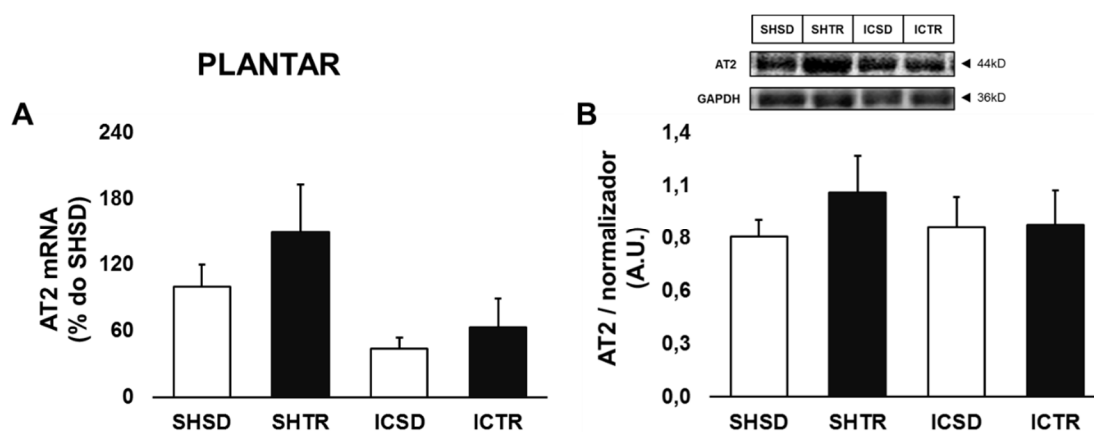 PLANTAR
A
AT2 mRNA
(% do SHSD)
240
180
120
60
0
SHSD SHTR ICSD ICTR
SHSD SHTR ICSD ICTR
AT2 ◄ 44kD
GAPDH ◄ 36kD
B
AT2 / normalizador
(A.U.)
1,4
1,1
0,8
0,6
0,3
0,0
SHSD SHTR ICSD ICTR